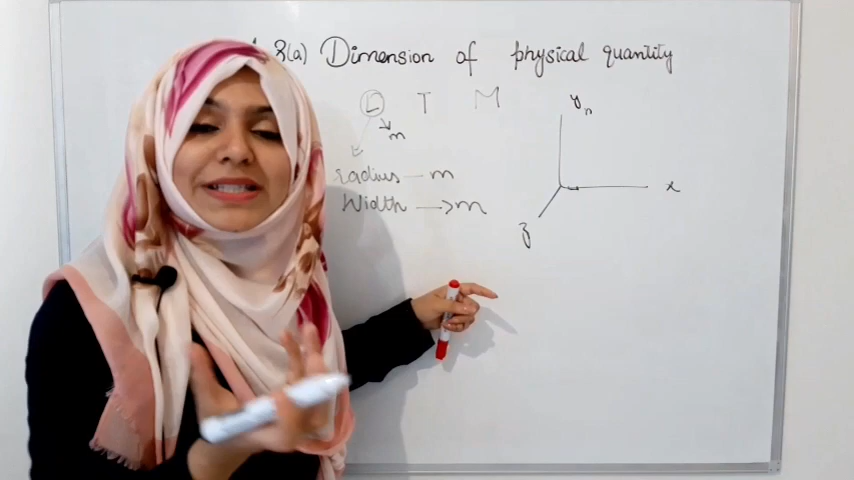 8(a) Dimension of physical quantity
L T M
m
radius — m
Width → m
y
x
z